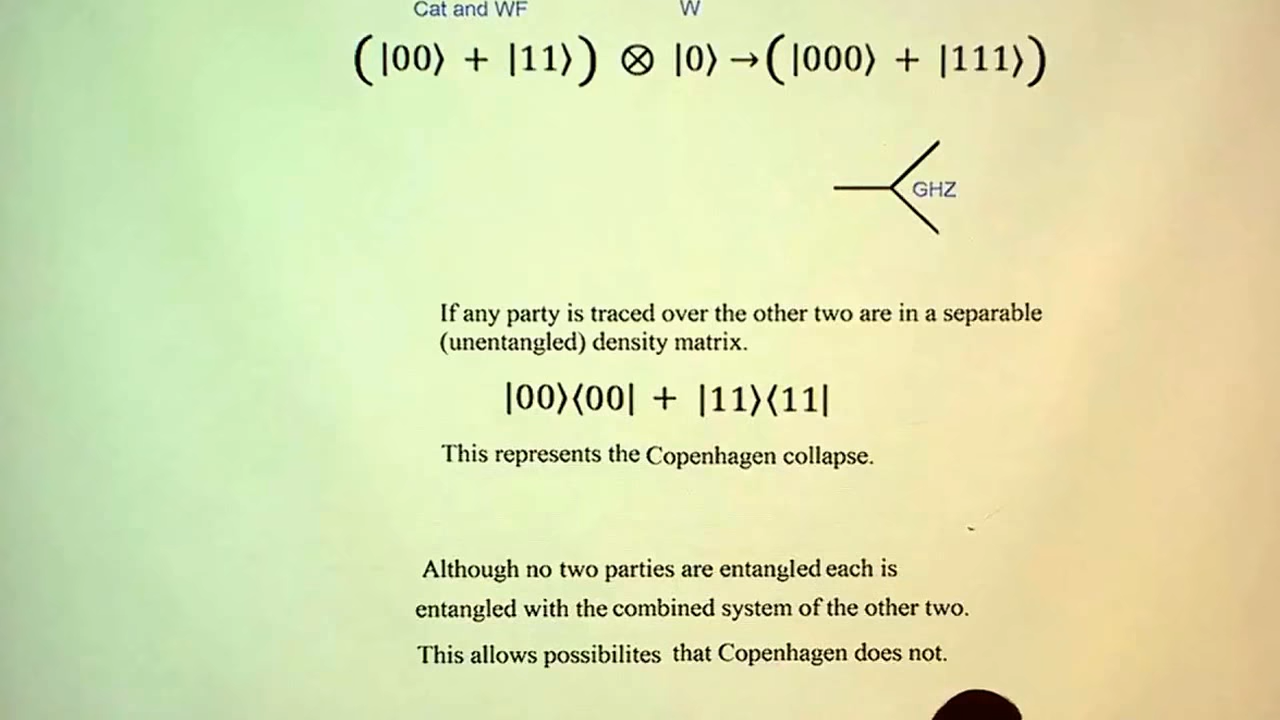 Cat and WF W
(|00⟩ + |11⟩) ⊗ |0⟩ →(|000⟩ + |111⟩)
GHZ
If any party is traced over the other two are in a separable
(unentangled) density matrix.
|00⟩⟨00| + |11⟩⟨11|
This represents the Copenhagen collapse.
Although no two parties are entangled each is
entangled with the combined system of the other two.
This allows possibilites that Copenhagen does not.